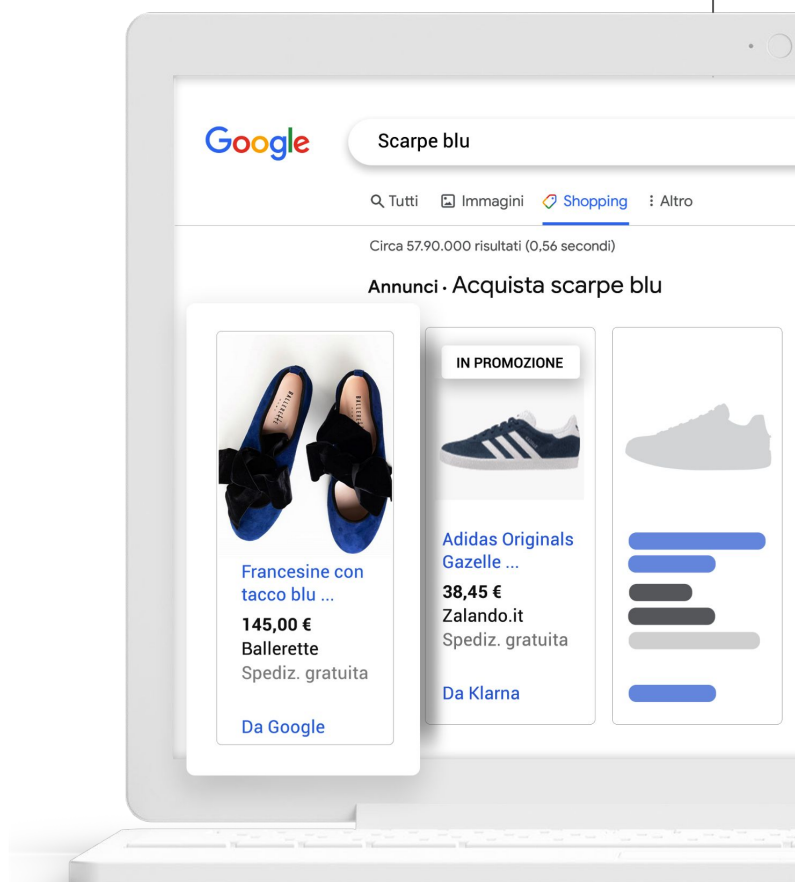 Google
Scarpe blu
Tutti Immagini Shopping Altro
Circa 57.90.000 risultati (0,56 secondi)
Annunci · Acquista scarpe blu
BALLERETTE
BALLERETTE
Francesine con
tacco blu ...
145,00 €
Ballerette
Spediz. gratuita
Da Google
IN PROMOZIONE
Adidas Originals
Gazelle ...
38,45 €
Zalando.it
Spediz. gratuita
Da Klarna